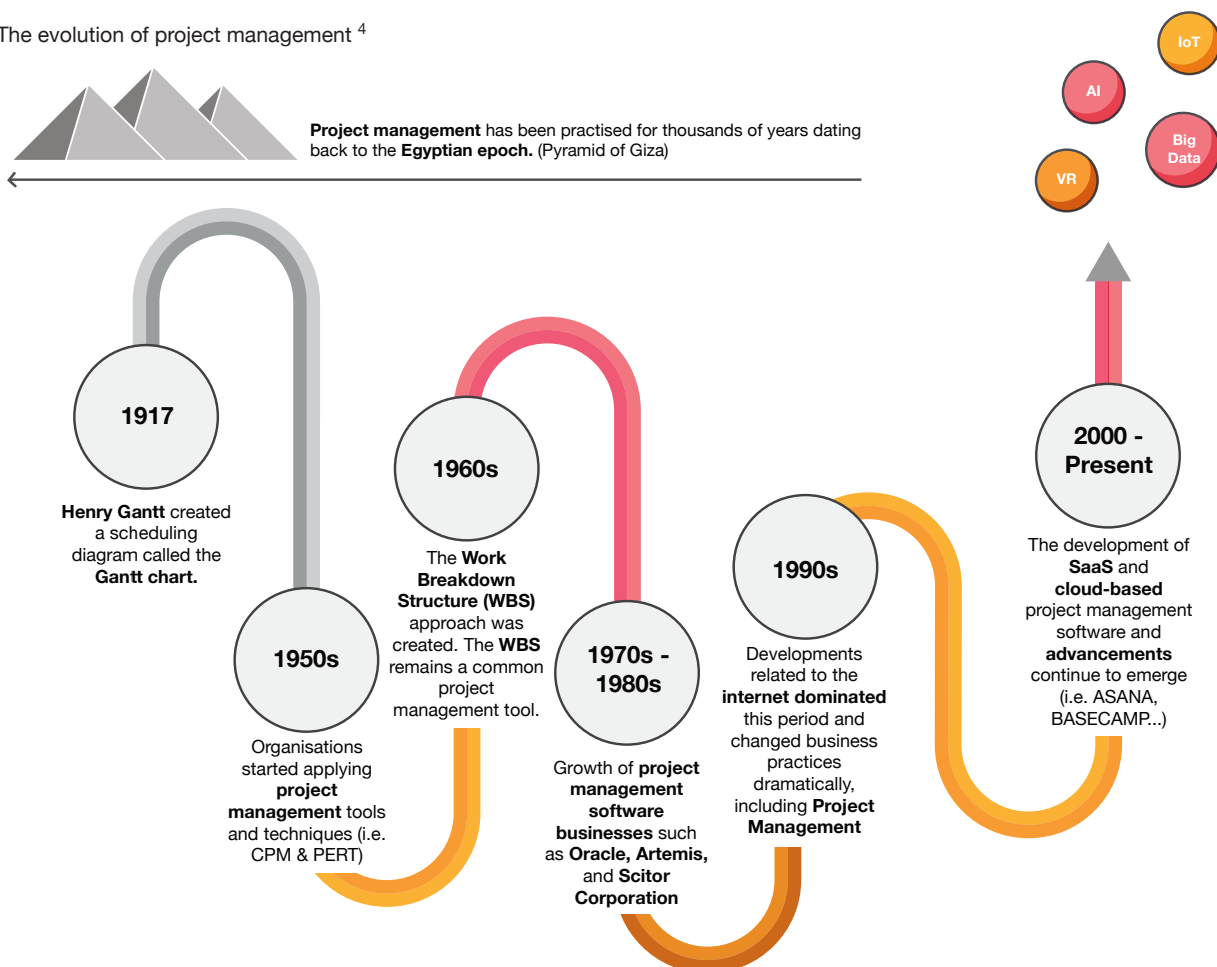 The evolution of project management 4
IoT
AI
Big
Data
VR
Project management has been practised for thousands of years dating
back to the Egyptian epoch. (Pyramid of Giza)
1917
Henry Gantt created
a scheduling
diagram called the
Gantt chart.
1950s
Organisations
started applying
project
management tools
and techniques (i.e.
CPM & PERT)
1960s
The Work
Breakdown
Structure (WBS)
approach was
created. The WBS
remains a common
project
management tool.
1970s -
1980s
Growth of project
management
software
businesses such
as Oracle, Artemis,
and Scitor
Corporation
1990s
Developments
related to the
internet dominated
this period and
changed business
practices
dramatically,
including Project
Management
2000 -
Present
The development of
SaaS and
cloud-based
project management
software and
advancements
continue to emerge
(i.e. ASANA,
BASECAMP...)